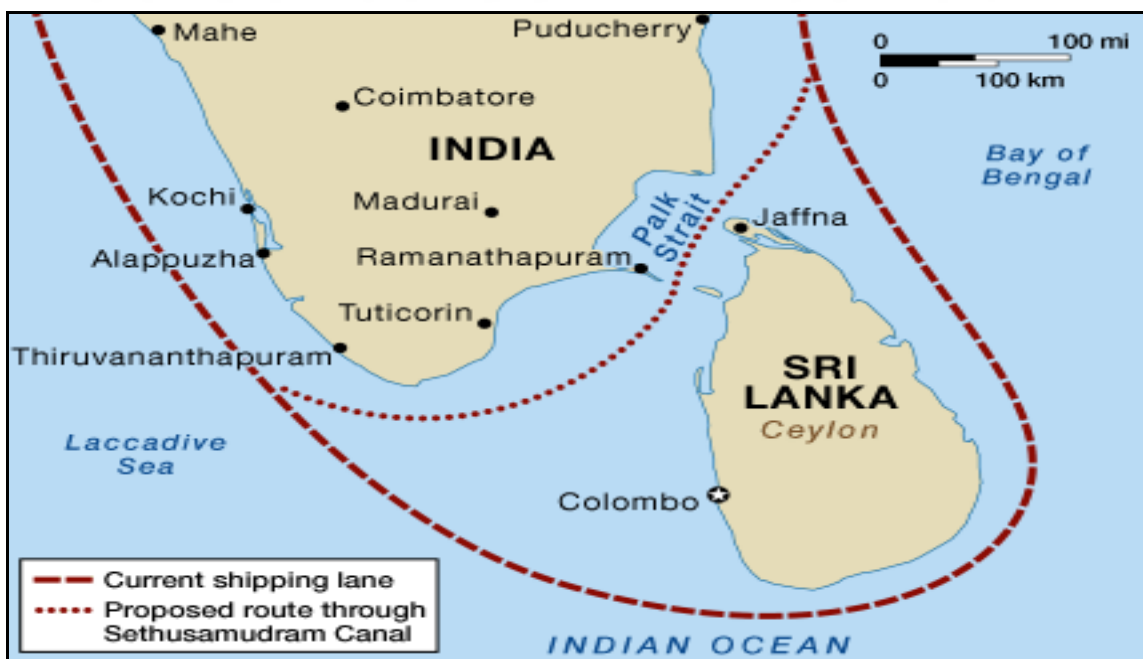 Mahe
Puducherry
0 100 mi
0 100 km
Coimbatore
INDIA
Bay of
Bengal
Kochi
Madurai
Palk
Strait
Jaffna
Alappuzha
Ramanathapuram
Tuticorin
Thiruvananthapuram
SRI
LANKA
Ceylon
Laccadive
Sea
Colombo
Current shipping lane
Proposed route through
Sethusamudram Canal
INDIAN OCEAN